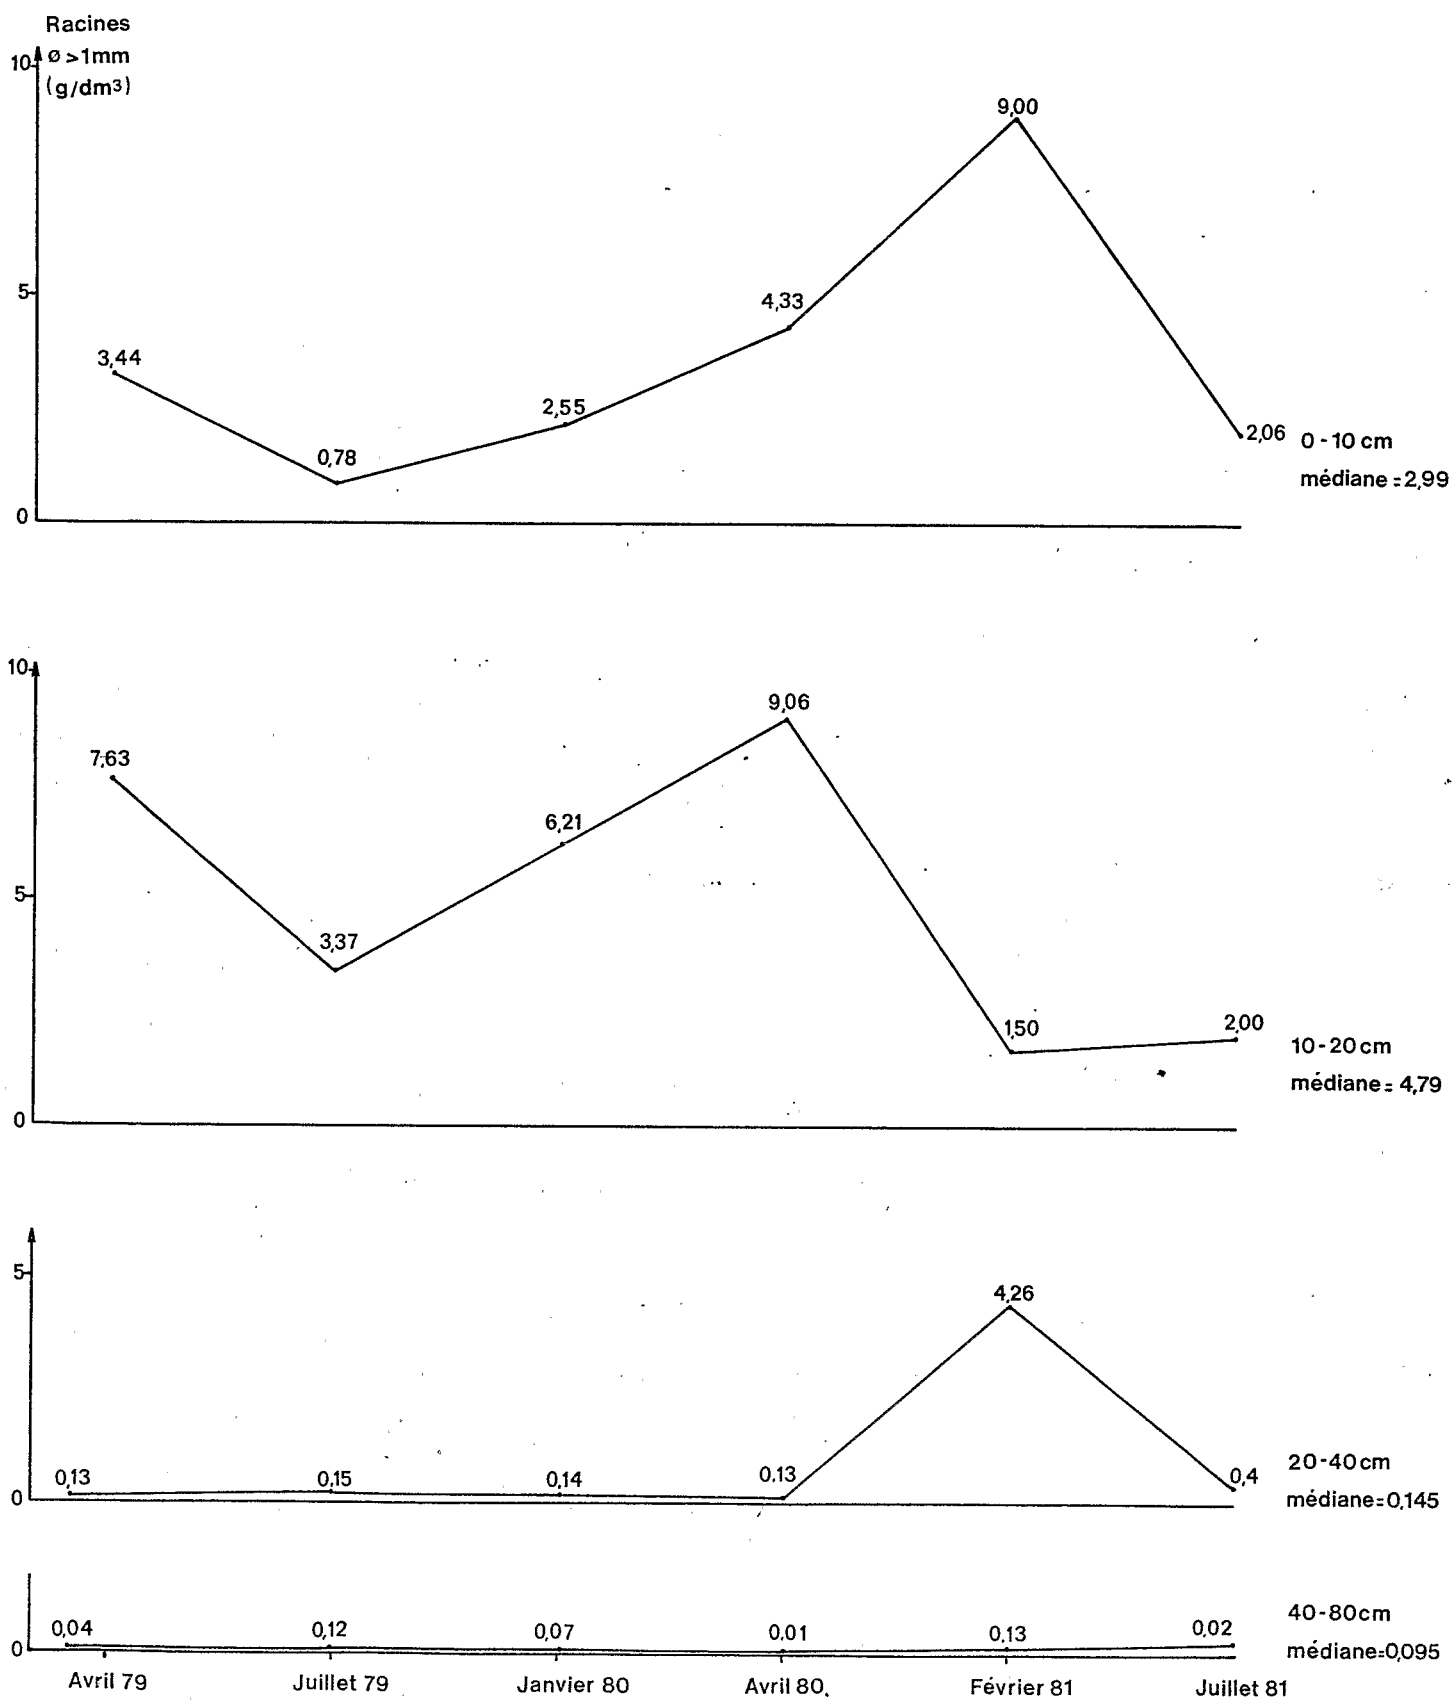 Racines
ø >1mm
(g/dm3)
10
5
0
3,44
0,78
2,55
4,33
9,00
2,06
0-10 cm
médiane = 2,99
10
5
0
7,63
3,37
6,21
9,06
1,50
2,00
10-20 cm
médiane = 4,79
5
0
0,13
0,15
0,14
0,13
4,26
0,4
20-40 cm
médiane = 0,145
0
0,04
0,12
0,07
0,01
0,13
0,02
40-80 cm
médiane = 0,095
Avril 79
Juillet 79
Janvier 80
Avril 80
Février 81
Juillet 81